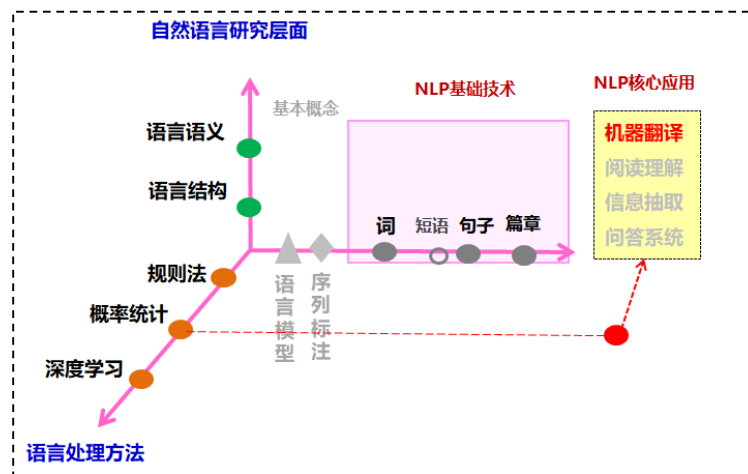 自然语言研究层面
基本概念
NLP基础技术
NLP核心应用
语言语义
语言结构
机器翻译
阅读理解
信息抽取
问答系统
词
短语
句子
篇章
规则法
概率统计
深度学习
语言模型
序列标注
语言处理方法